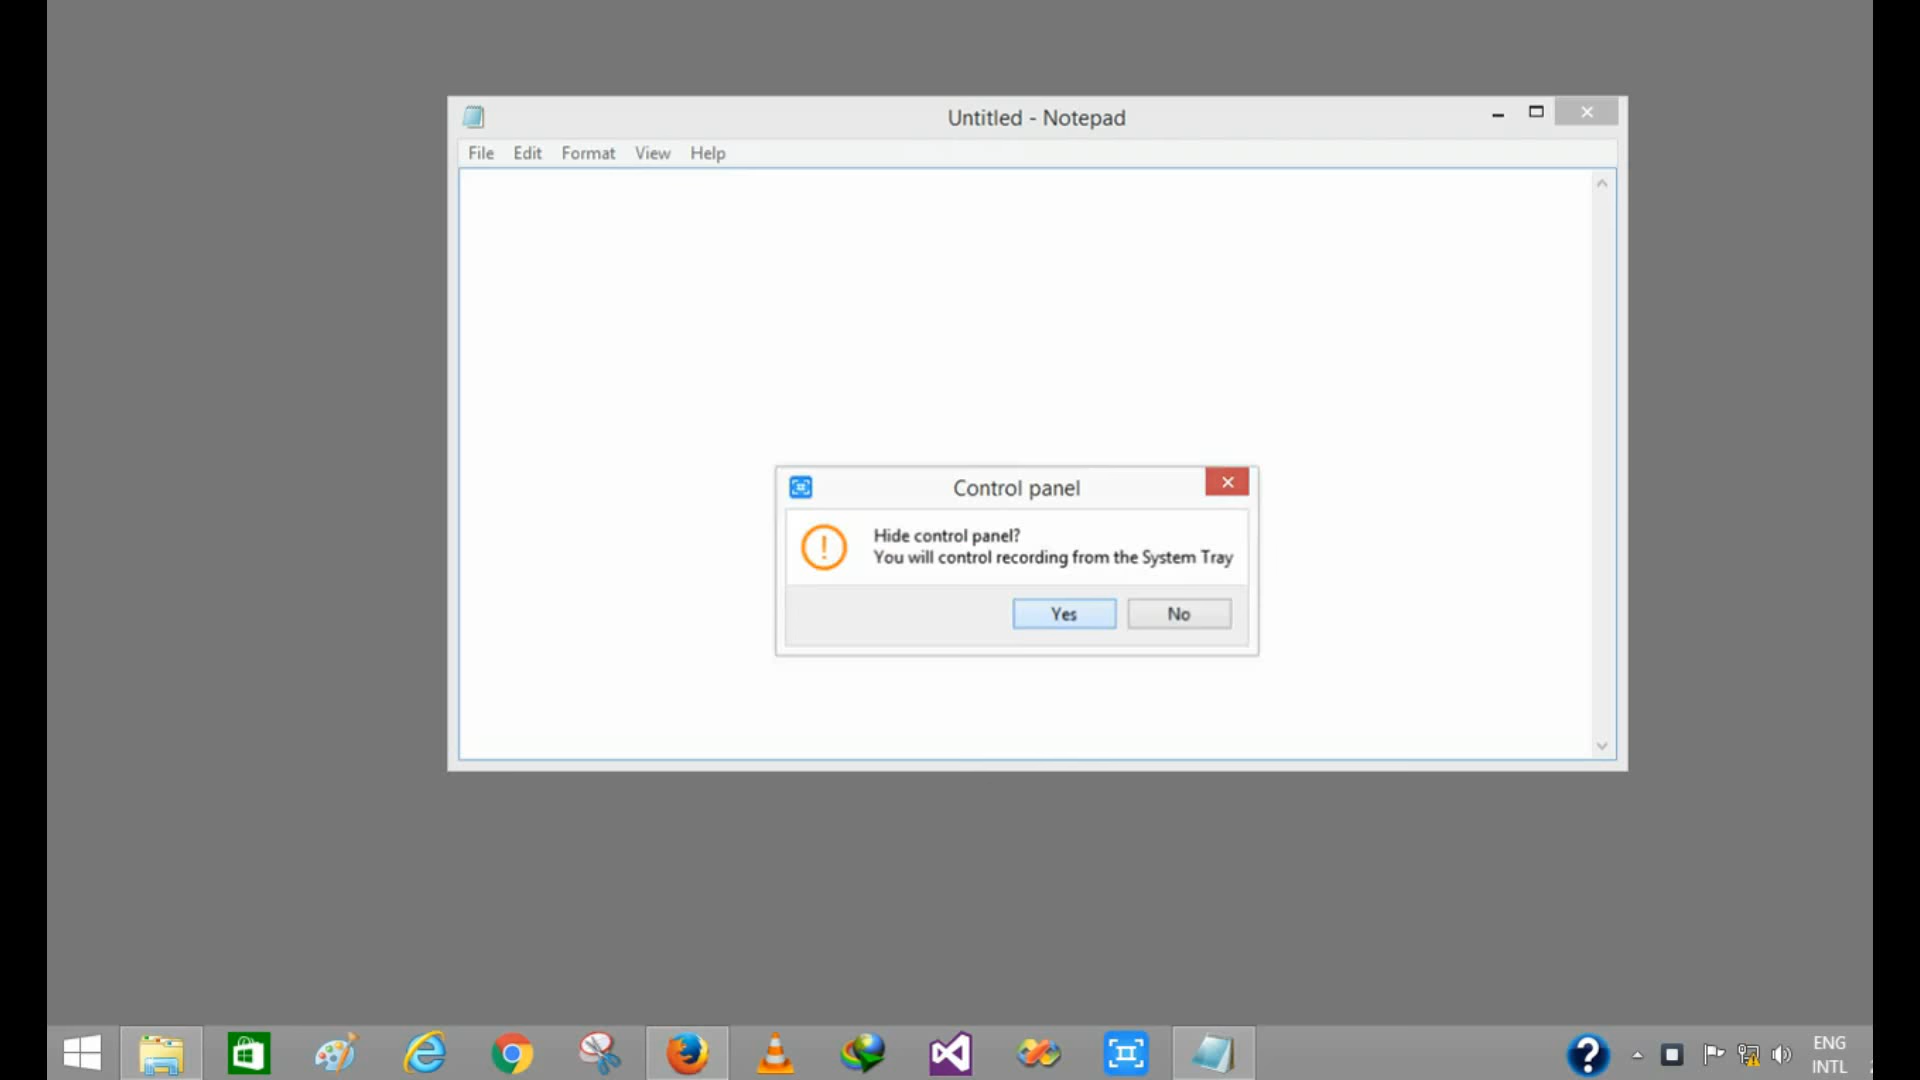 Untitled - Notepad
File Edit Format View Help
Control panel
Hide control panel?
You will control recording from the System Tray
Yes No
ENG
INTL